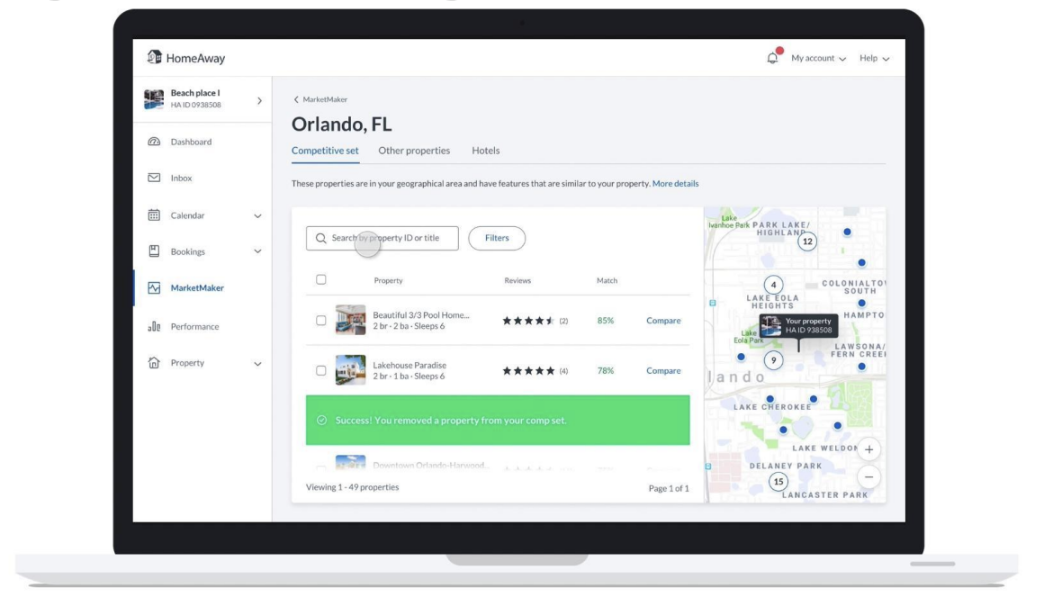 HomeAway
My account
Help
Beach place I
HA ID 0938508
MarketMaker
Orlando, FL
Dashboard
Competitive set
Other properties
Hotels
Inbox
These properties are in your geographical area and have features that are similar to your property. More details
Calendar
Bookings
MarketMaker
Performance
Property
Search by property ID or title
Filters
Property
Reviews
Match
Beautiful 3/3 Pool Home...
2 br - 2 ba - Sleeps 6
(2)
85%
Compare
Lakehouse Paradise
2 br - 1 ba - Sleeps 6
(4)
78%
Compare
Success! You removed a property from your comp set.
Downtown Orlando-Harwood...
Viewing 1 - 49 properties
Page 1 of 1
Lake
Ivanhoe Park
PARK LAKE/
HIGHLAND
12
4
COLONIALTO
SOUTH
LAKE EOLA
HEIGHTS
HAMPTO
Your property
HA ID 938508
Lake
Eola Park
LAWSONA/
FERN CREE
9
lando
LAKE CHEROKEE
LAKE WELDO
DELANEY PARK
15
LANCASTER PARK